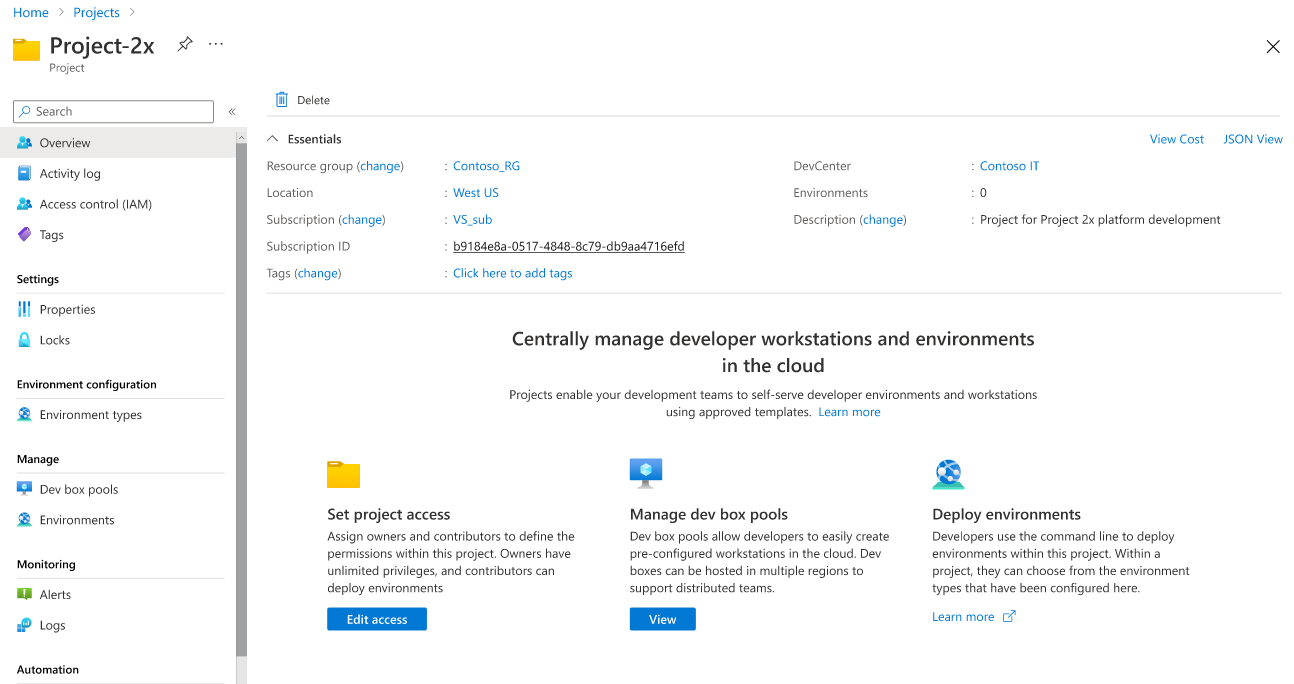 Home > Projects >
Project-2x ...
Project
Search «
Overview
Activity log
Access control (IAM)
Tags
Settings
Properties
Locks
Environment configuration
Environment types
Manage
Dev box pools
Environments
Monitoring
Alerts
Logs
Automation
Delete
Essentials
View Cost JSON View
Resource group (change) : Contoso_RG
Location : West US
Subscription (change) : VS_sub
Subscription ID : b9184e8a-0517-4848-8c79-db9aa4716efd
Tags (change) : Click here to add tags
DevCenter : Contoso IT
Environments : 0
Description (change) : Project for Project 2x platform development
Centrally manage developer workstations and environments
in the cloud
Projects enable your development teams to self-serve developer environments and workstations
using approved templates. Learn more
Set project access
Assign owners and contributors to define the
permissions within this project. Owners have
unlimited privileges, and contributors can
deploy environments
Edit access
Manage dev box pools
Dev box pools allow developers to easily create
pre-configured workstations in the cloud. Dev
boxes can be hosted in multiple regions to
support distributed teams.
View
Deploy environments
Developers use the command line to deploy
environments within this project. Within a
project, they can choose from the environment
types that have been configured here.
Learn more